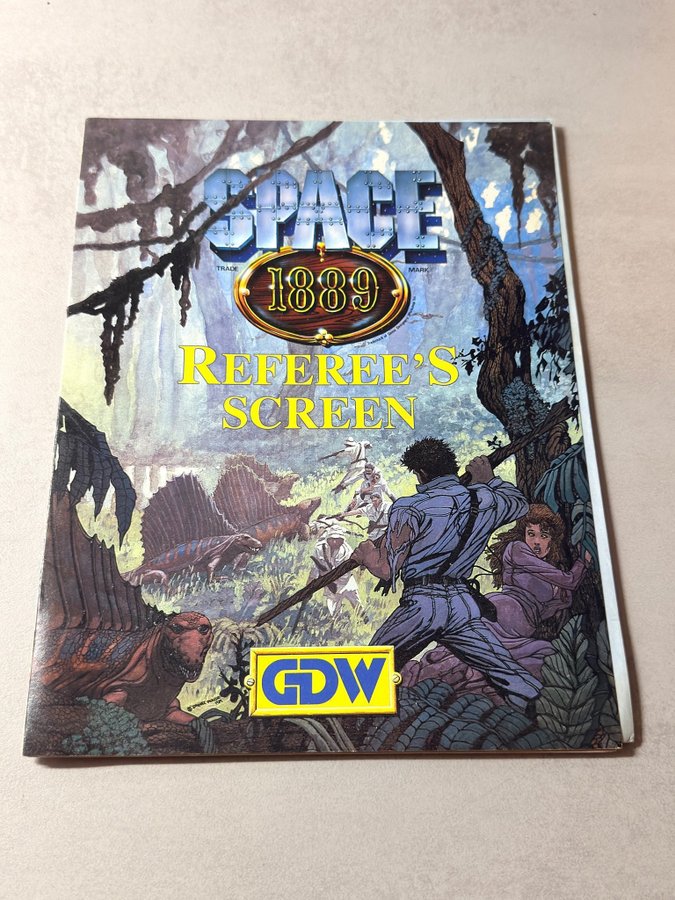 SPACE
TRADE MARK
1889
REFEREE'S
SCREEN
GDW